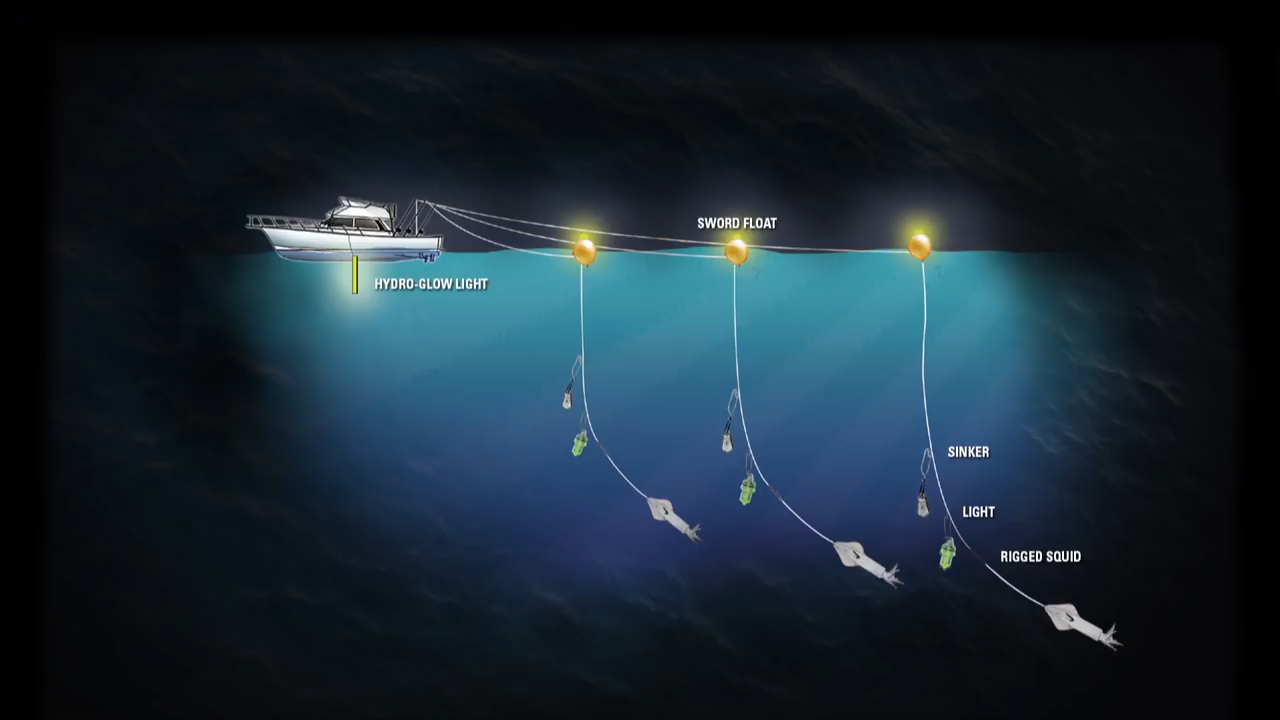 SWORD FLOAT
HYDRO-GLOW LIGHT
SINKER
LIGHT
RIGGED SQUID